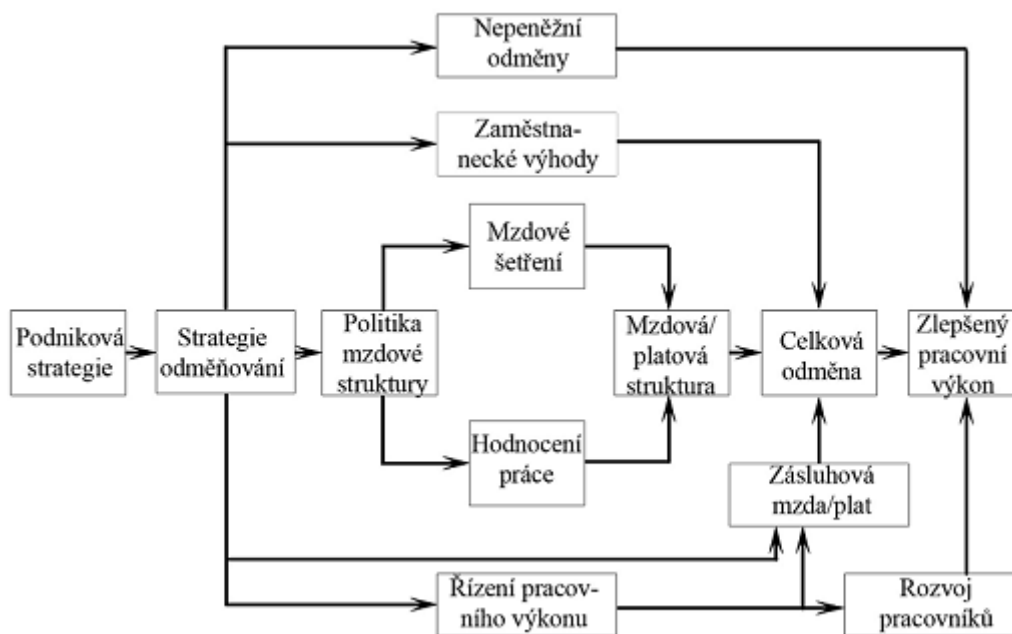 Nepeněžní
odměny
Zaměstna-
necké výhody
Mzdové
šetření
Podniková
strategie
Strategie
odměňování
Politika
mzdové
struktury
Mzdová/
platová
struktura
Celková
odměna
Zlepšený
pracovní
výkon
Hodnocení
práce
Zásluhová
mzda/plat
Řízení pracov-
ního výkonu
Rozvoj
pracovníků